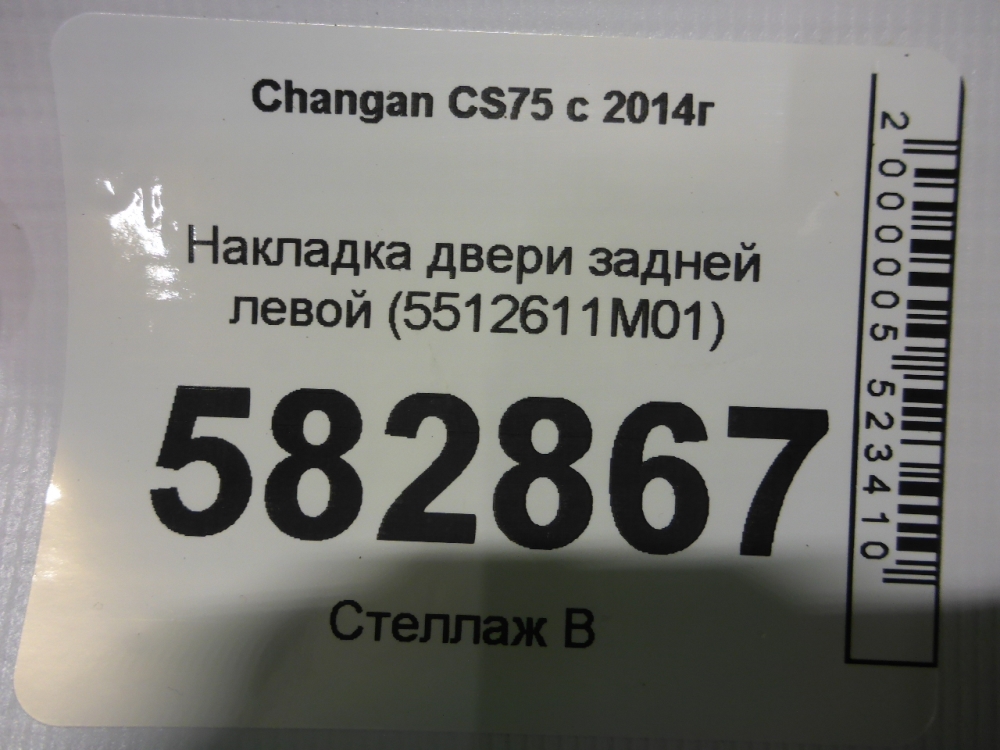 Changan CS75 с 2014г
Накладка двери задней
левой (5512611M01)
582867
Стеллаж В
2000005523410